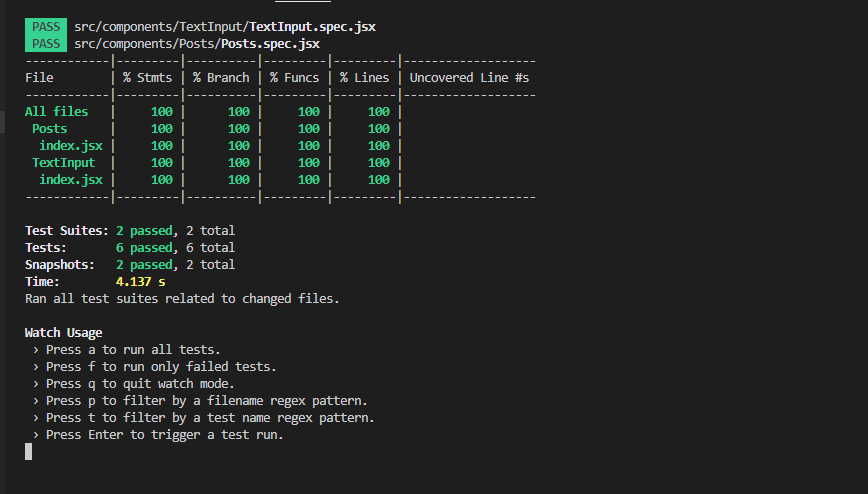 PASS src/components/TextInput/TextInput.spec.jsx
PASS src/components/Posts/Posts.spec.jsx
------------|---------|----------|---------|---------|-------------------
File        | % Stmts | % Branch | % Funcs | % Lines | Uncovered Line #s
------------|---------|----------|---------|---------|-------------------
All files   |     100 |      100 |     100 |     100 |
 Posts      |     100 |      100 |     100 |     100 |
  index.jsx |     100 |      100 |     100 |     100 |
 TextInput  |     100 |      100 |     100 |     100 |
  index.jsx |     100 |      100 |     100 |     100 |
------------|---------|----------|---------|---------|-------------------
Test Suites: 2 passed, 2 total
Tests:       6 passed, 6 total
Snapshots:   2 passed, 2 total
Time:        4.137 s
Ran all test suites related to changed files.
Watch Usage
 › Press a to run all tests.
 › Press f to run only failed tests.
 › Press q to quit watch mode.
 › Press p to filter by a filename regex pattern.
 › Press t to filter by a test name regex pattern.
 › Press Enter to trigger a test run.